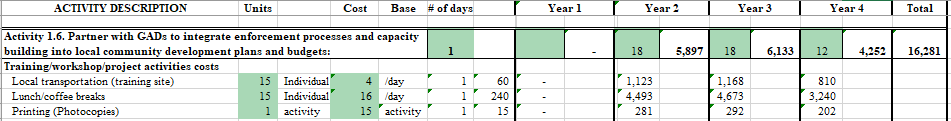 ACTIVITY DESCRIPTION Units Cost Base # of days Year 1 Year 2 Year 3 Year 4 Total
Activity 1.6. Partner with GADs to integrate enforcement processes and capacity
building into local community development plans and budgets: 1 - 18 5,897 18 6,133 12 4,252 16,281
Training/workshop/project activities costs
Local transportation (training site) 15 Individual 4 /day 1 60 - 1,123 1,168 810
Lunch/coffee breaks 15 Individual 16 /day 1 240 - 4,493 4,673 3,240
Printing (Photocopies) 1 activity 15 activity 1 15 - 281 292 202